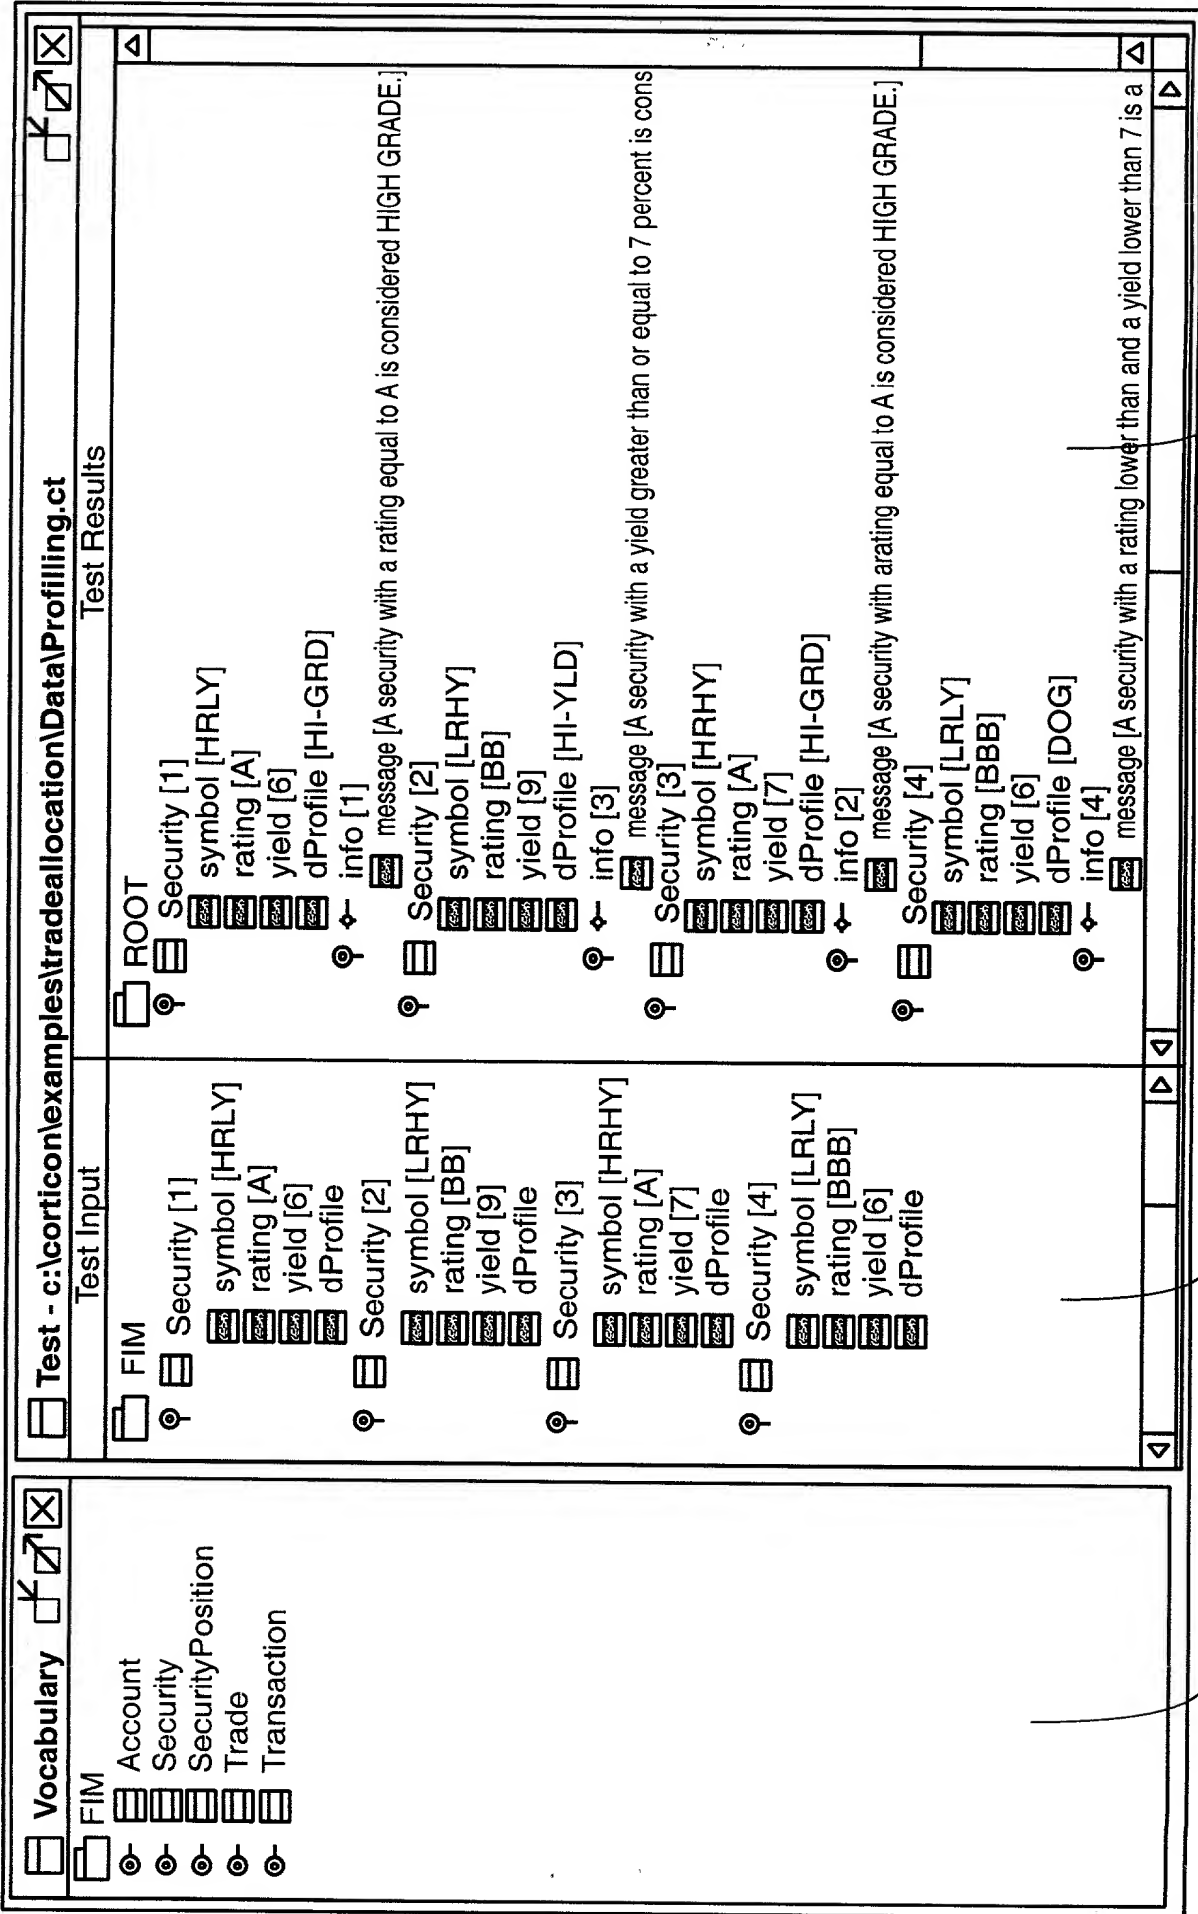 Vocabulary
FIM
Account
Security
SecurityPosition
Trade
Transaction
Test - c:\corticon\examples\tradeallocation\Data\Profilling.ct
Test Input
FIM
Security [1]
symbol [HRLY]
rating [A]
yield [6]
dProfile
Security [2]
symbol [LRHY]
rating [BB]
yield [9]
dProfile
Security [3]
symbol [HRHY]
rating [A]
yield [7]
dProfile
Security [4]
symbol [LRLY]
rating [BBB]
yield [6]
dProfile
Test Results
ROOT
Security [1]
symbol [HRLY]
rating [A]
yield [6]
dProfile [HI-GRD]
info [1]
message [A security with a rating equal to A is considered HIGH GRADE.]
Security [2]
symbol [LRHY]
rating [BB]
yield [9]
dProfile [HI-YLD]
info [3]
message [A security with a yield greater than or equal to 7 percent is cons
Security [3]
symbol [HRHY]
rating [A]
yield [7]
dProfile [HI-GRD]
info [2]
message [A security with arating equal to A is considered HIGH GRADE.]
Security [4]
symbol [LRLY]
rating [BBB]
yield [6]
dProfile [DOG]
info [4]
message [A security with a rating lower than and a yield lower than 7 is a